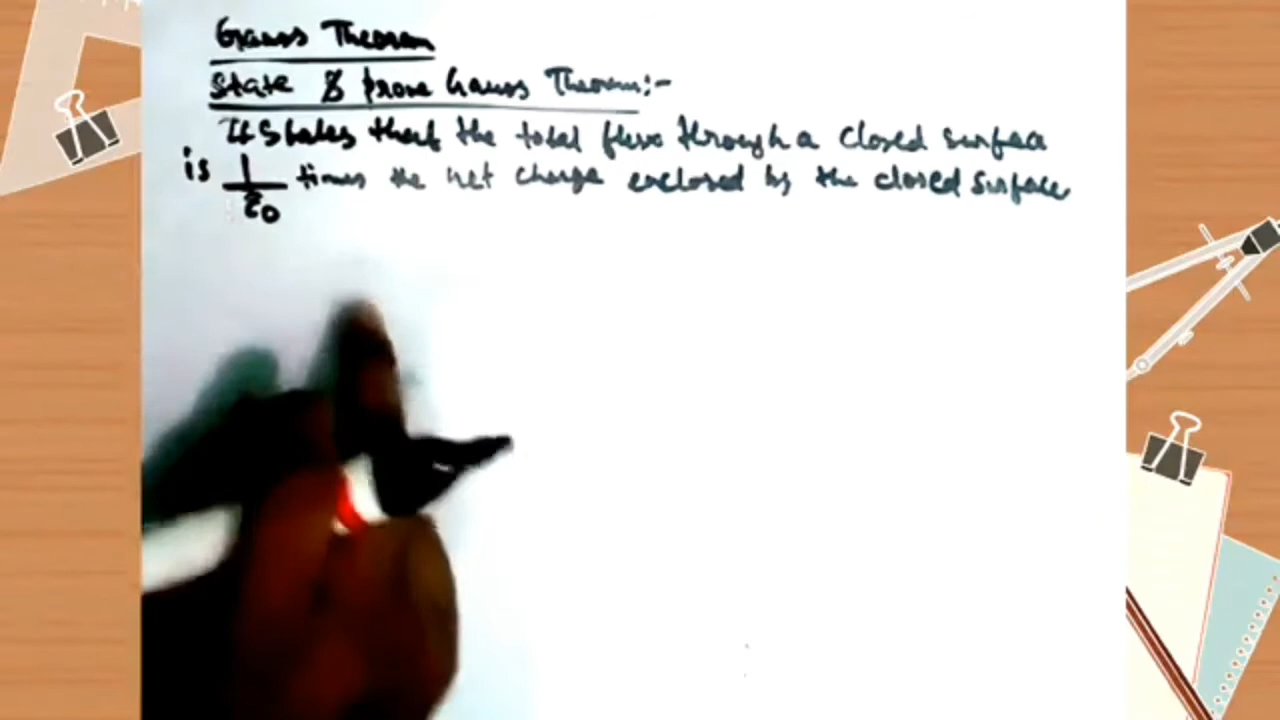 Gauss Theorem
State & prove Gauss Theorem:-
It States that the total flux through a closed surface
is 1/ε0 times the net charge enclosed by the closed surface